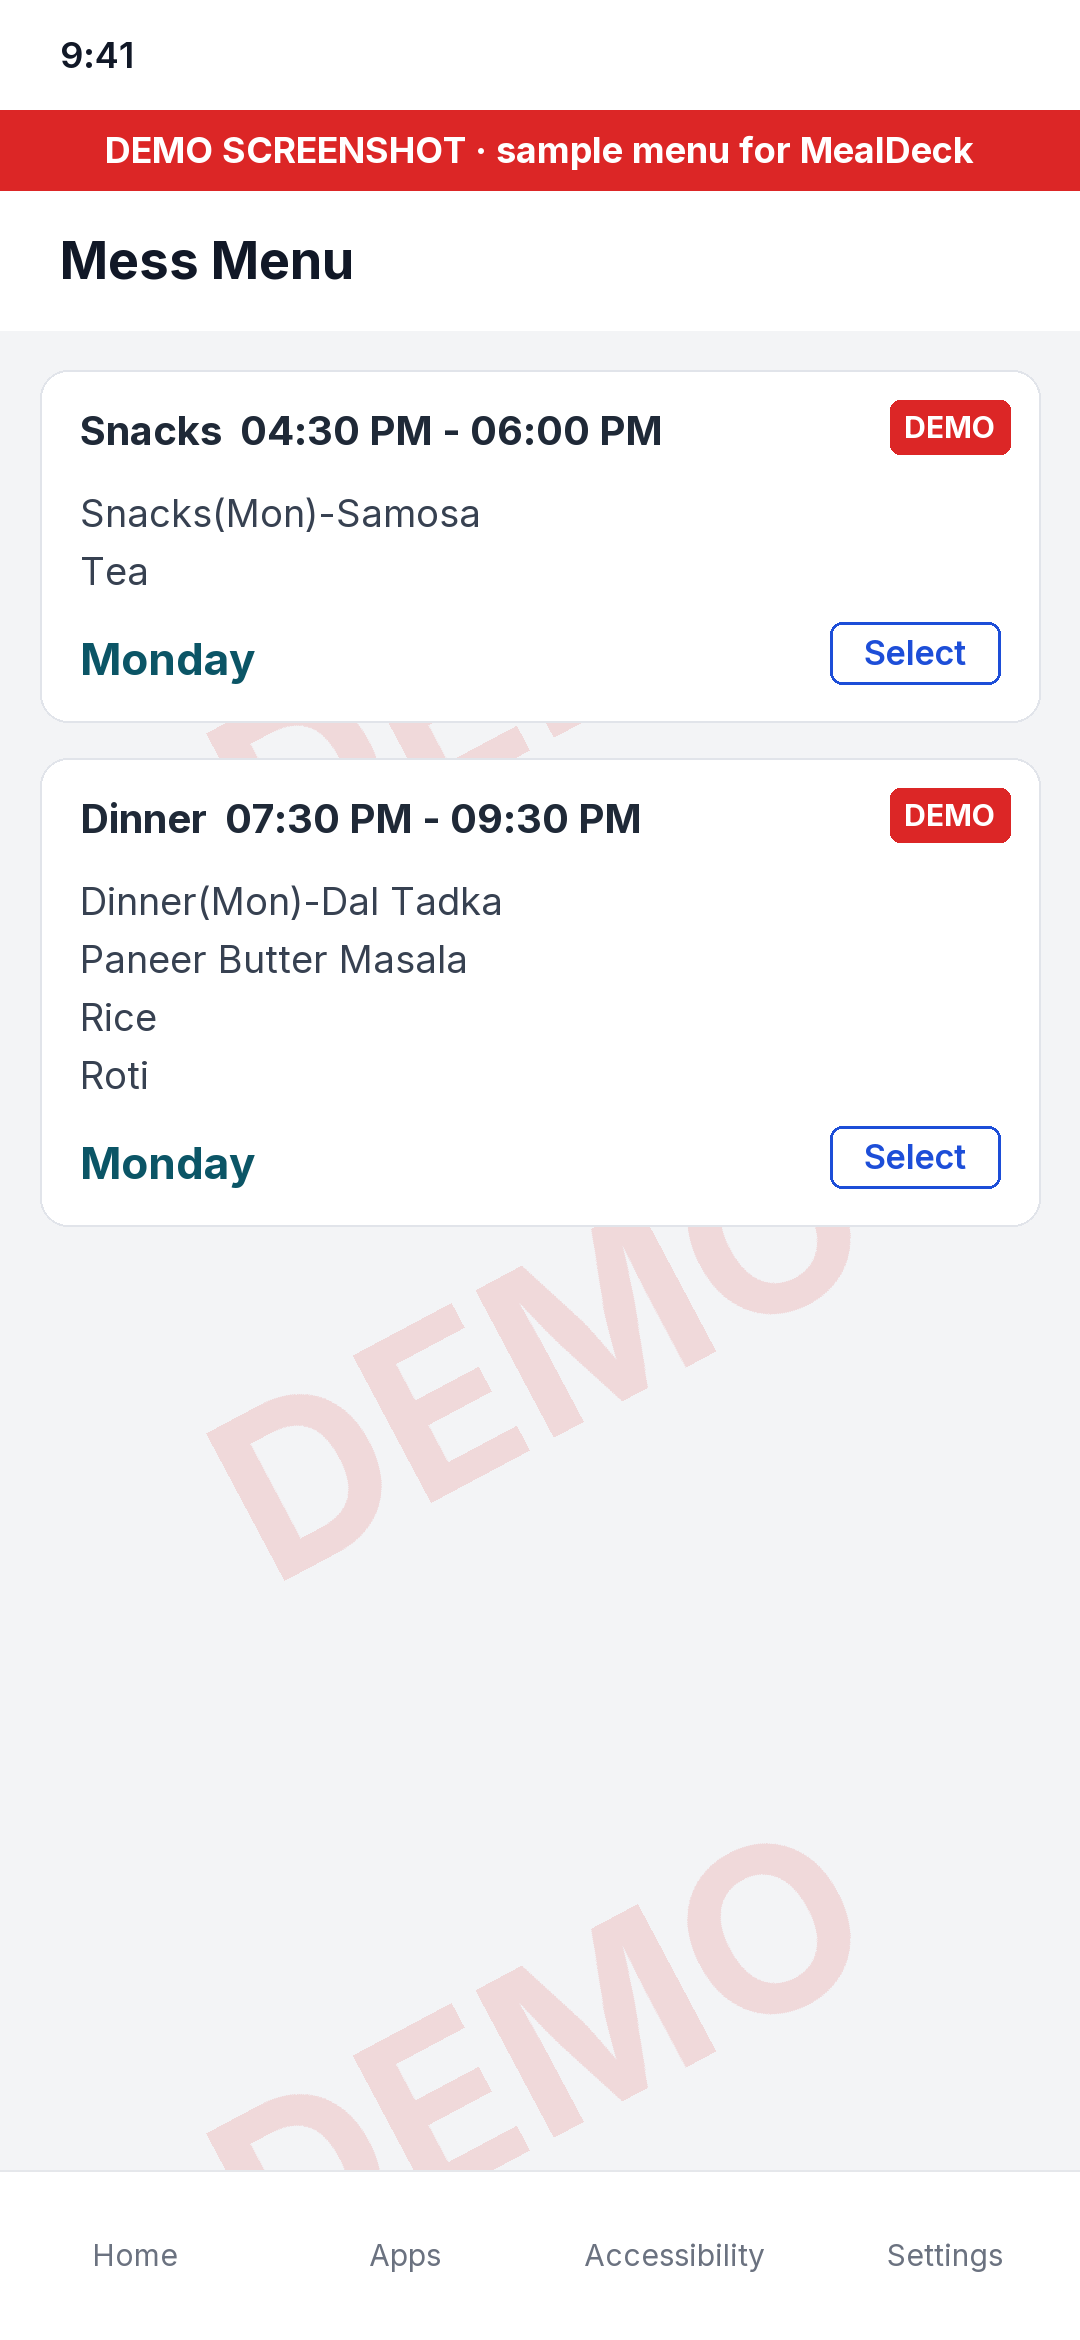 9:41
DEMO SCREENSHOT · sample menu for MealDeck
Mess Menu
Snacks 04:30 PM - 06:00 PM
DEMO
Snacks(Mon)-Samosa
Tea
Monday
Select
DEMO
Dinner 07:30 PM - 09:30 PM
DEMO
Dinner(Mon)-Dal Tadka
Paneer Butter Masala
Rice
Roti
Monday
Select
DEMO
DEMO
Home
Apps
Accessibility
Settings